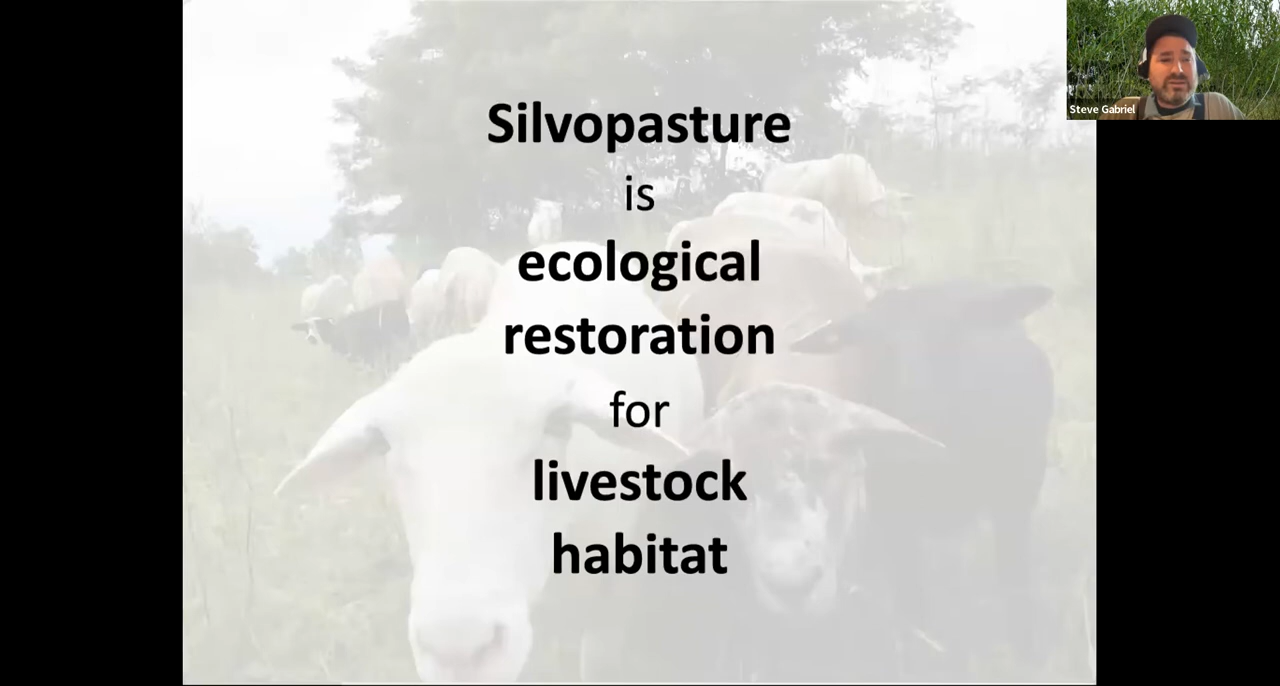 Silvopasture
is
ecological
restoration
for
livestock
habitat
Steve Gabriel